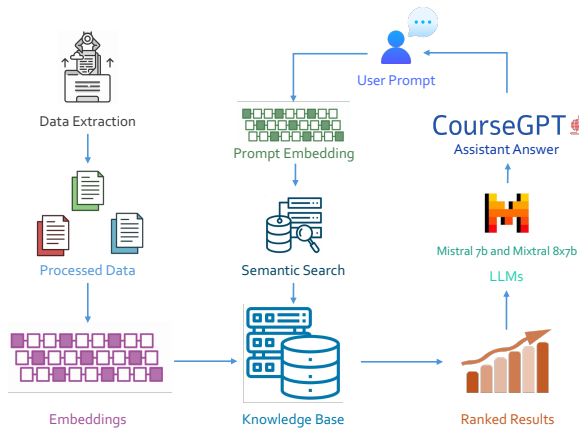 User Prompt
Data Extraction
CourseGPT
Assistant Answer
Prompt Embedding
Mistral 7b and Mixtral 8x7b
LLMs
Processed Data
Semantic Search
Embeddings
Knowledge Base
Ranked Results